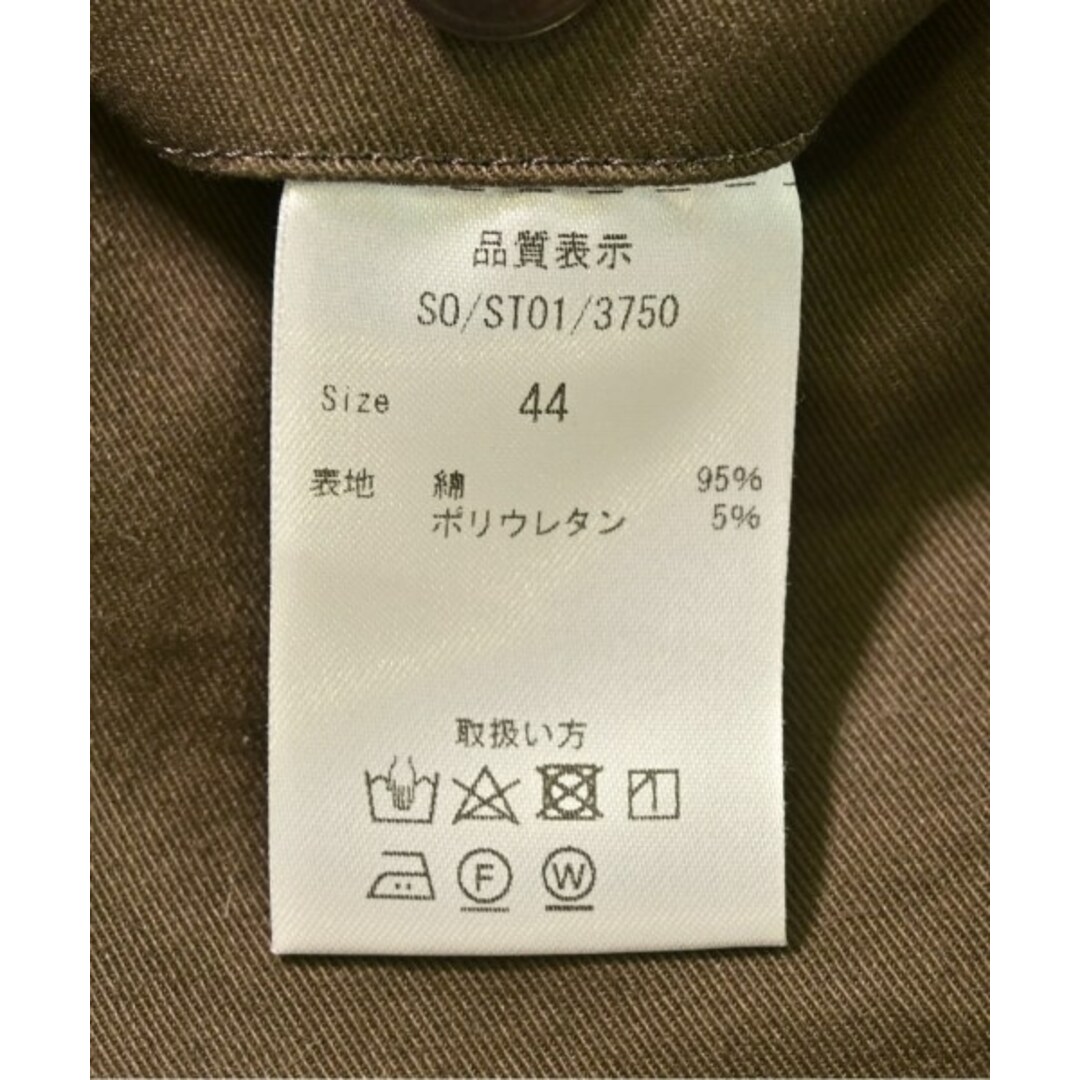 品質表示
SO/ST01/3750
Size 44
表地 綿 95%
ポリウレタン 5%
取扱い方
F W